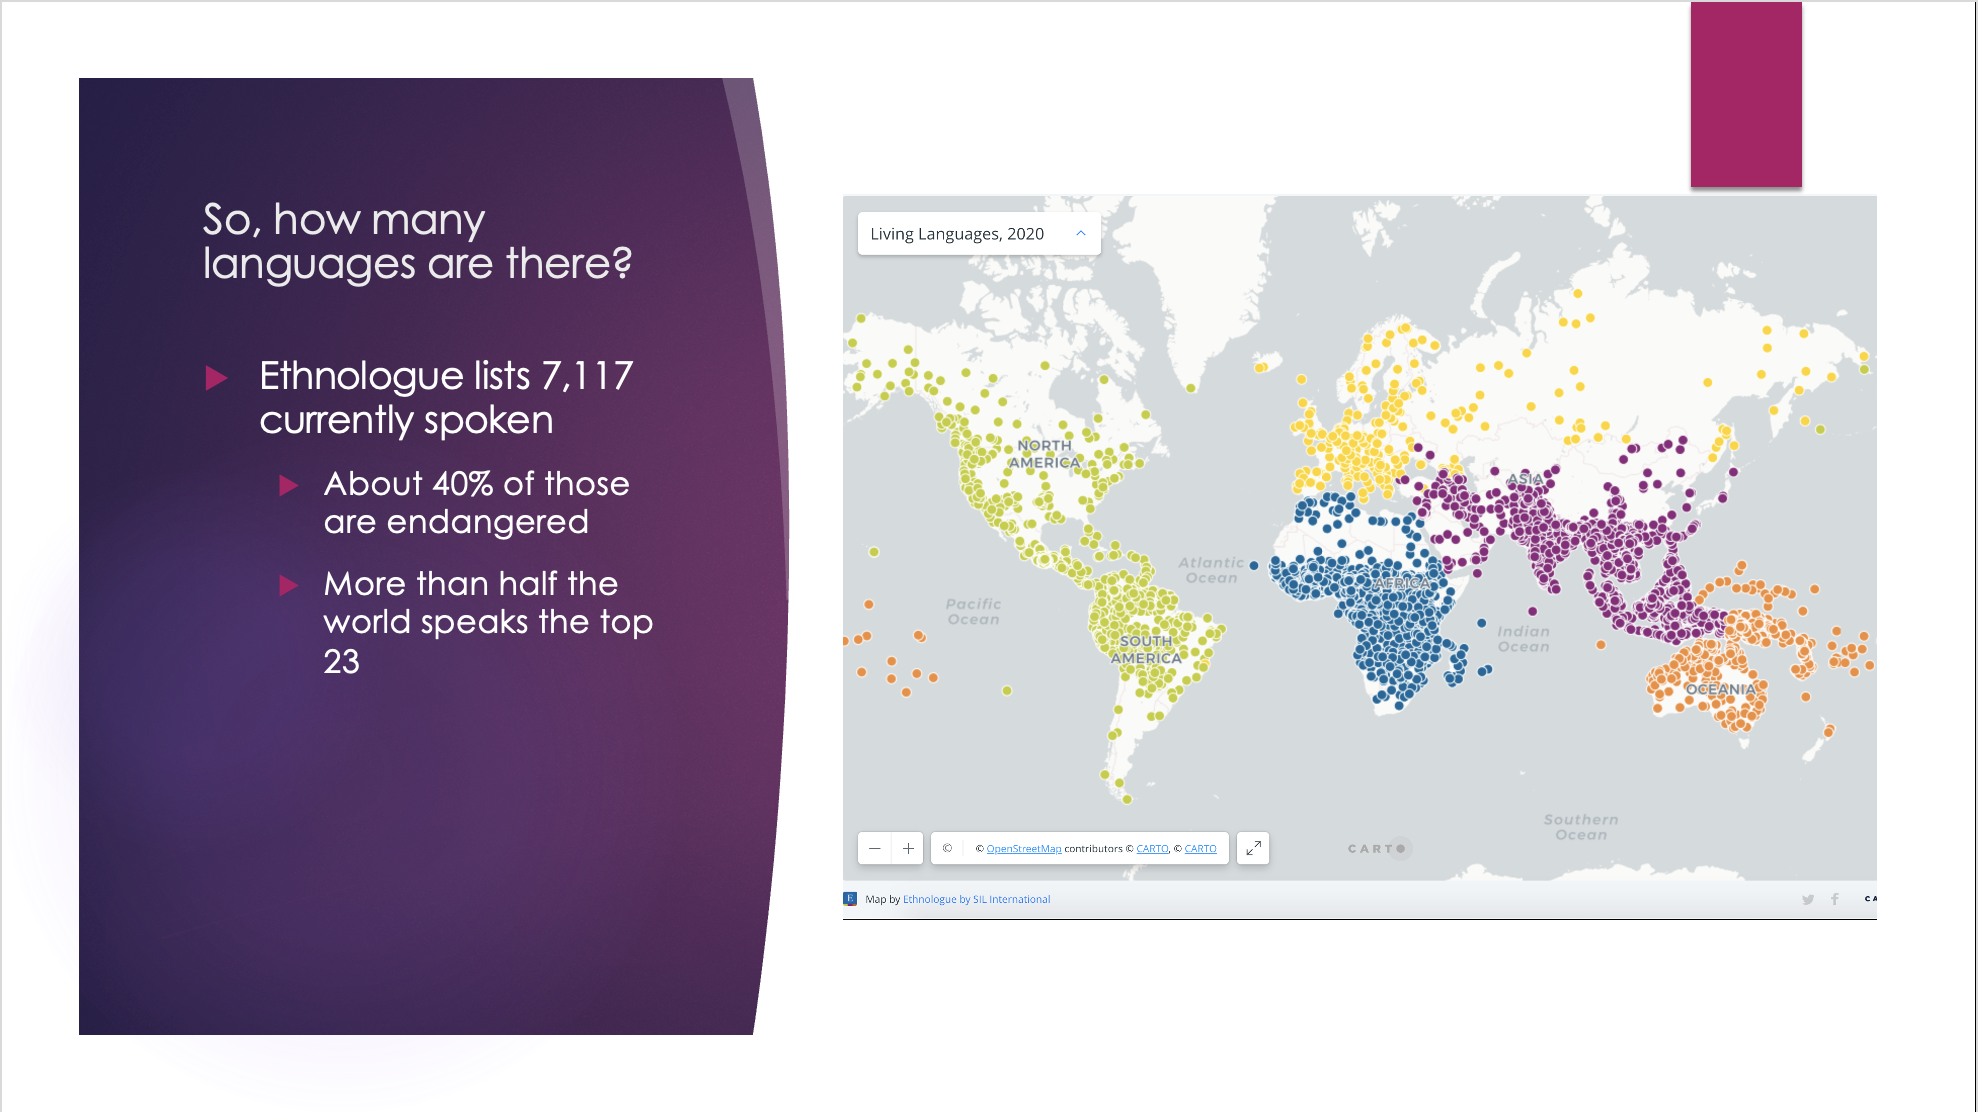 So, how many
languages are there?
Ethnologue lists 7,117
currently spoken
About 40% of those
are endangered
More than half the
world speaks the top
23
Living Languages, 2020
NORTH
AMERICA
ASIA
Atlantic
Ocean
AFRICA
Pacific
Ocean
Indian
Ocean
SOUTH
AMERICA
OCEANIA
Southern
Ocean
© © OpenStreetMap contributors © CARTO, © CARTO
CARTO
E Map by Ethnologue by SIL International
CA